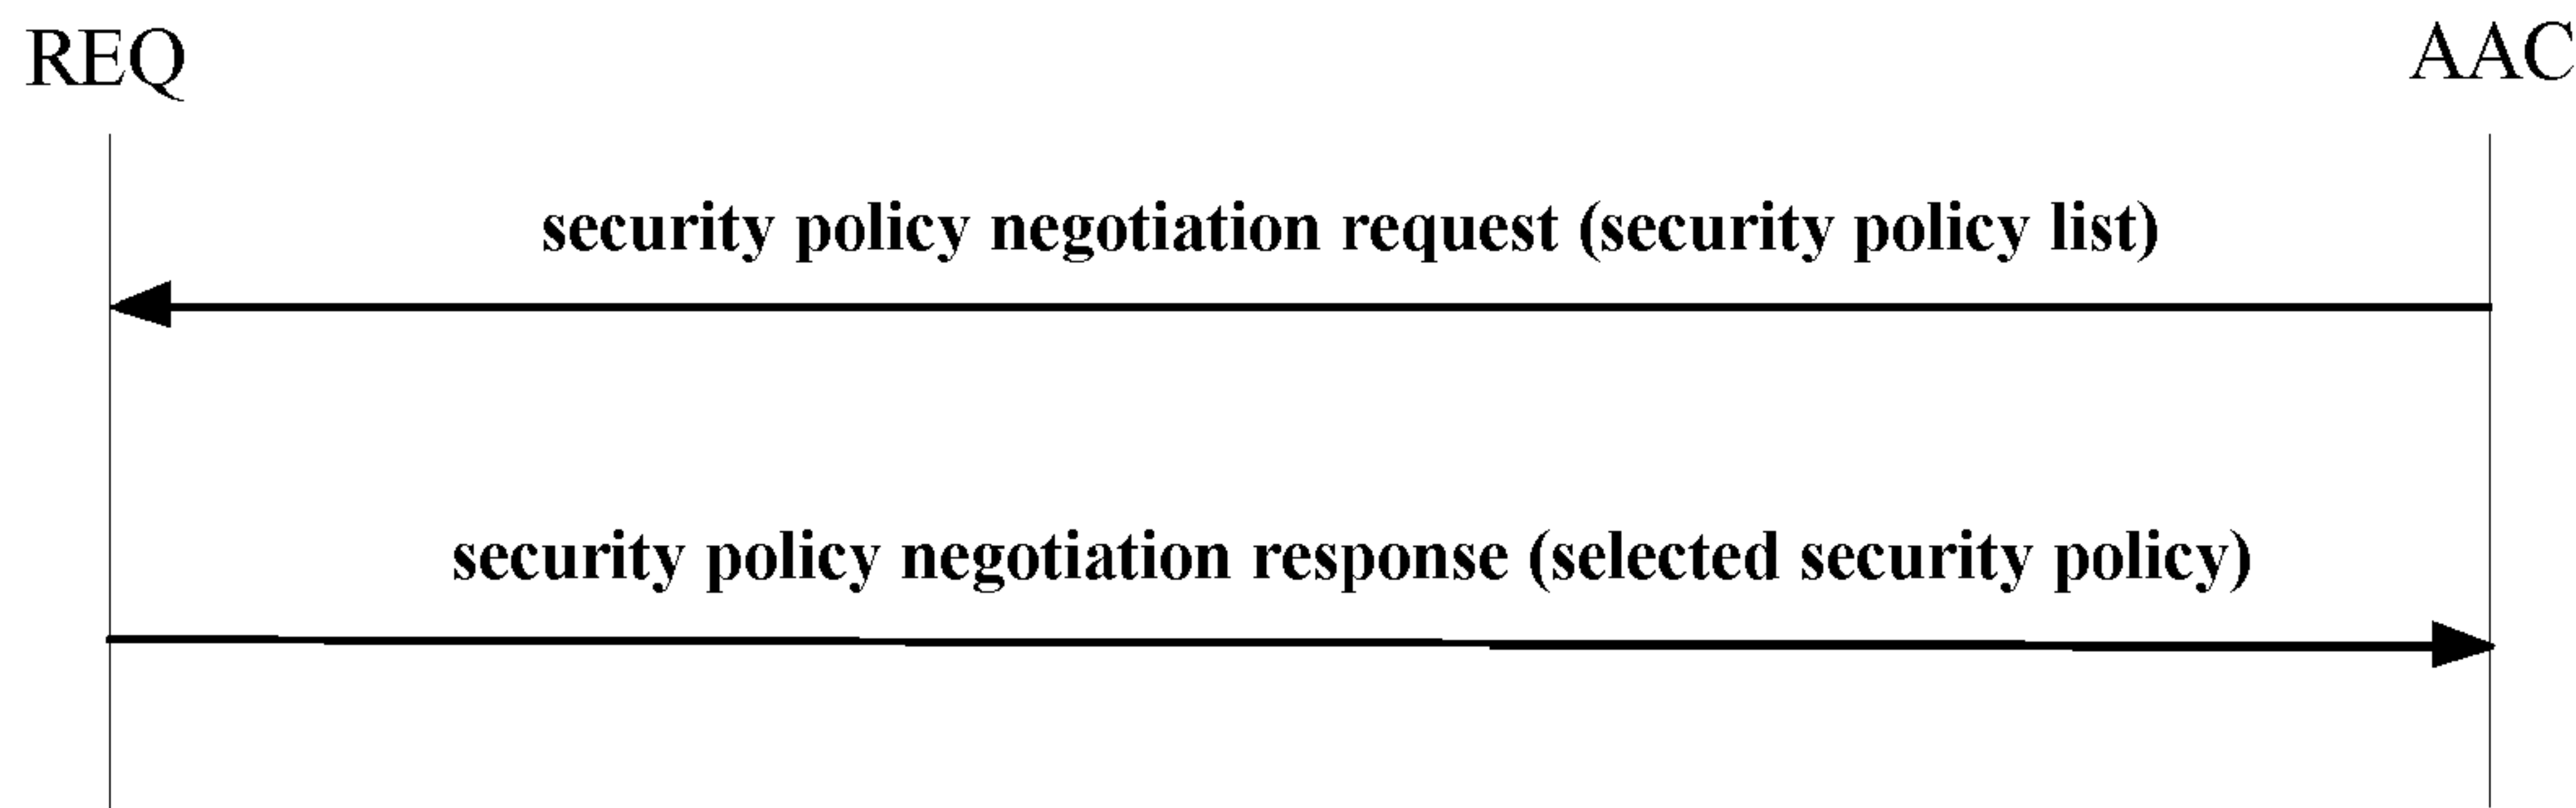 REQ AAC
security policy negotiation request (security policy list)
security policy negotiation response (selected security policy)